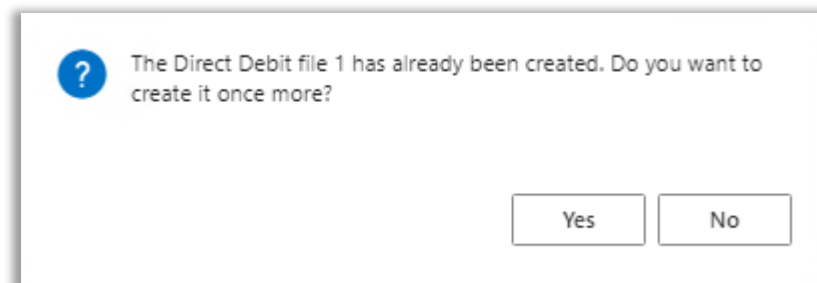 ?
The Direct Debit file 1 has already been created. Do you want to
create it once more?
Yes
No